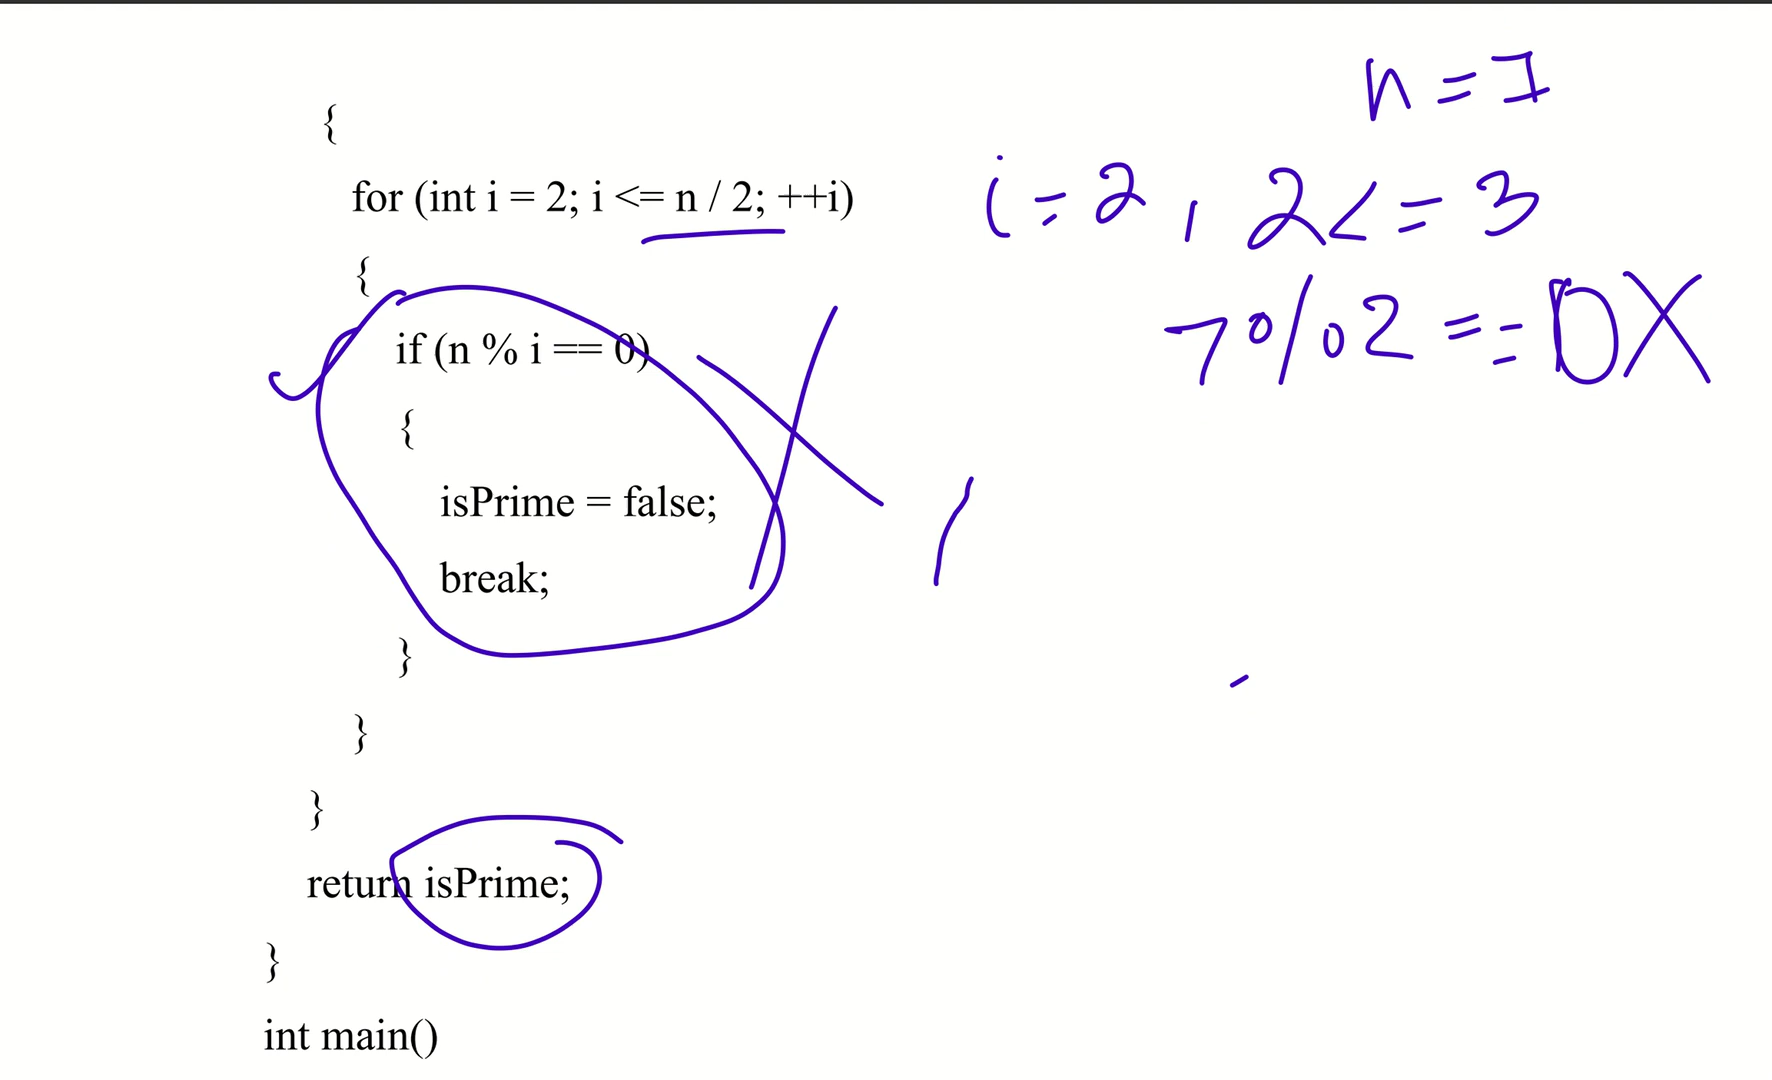 n = 7
{
for (int i = 2; i <= n / 2; ++i)
i = 2 , 2 <= 3
{
if (n % i == 0)
7 % 2 == 0 X
{
isPrime = false;
break;
}
}
}
return isPrime;
}
int main()